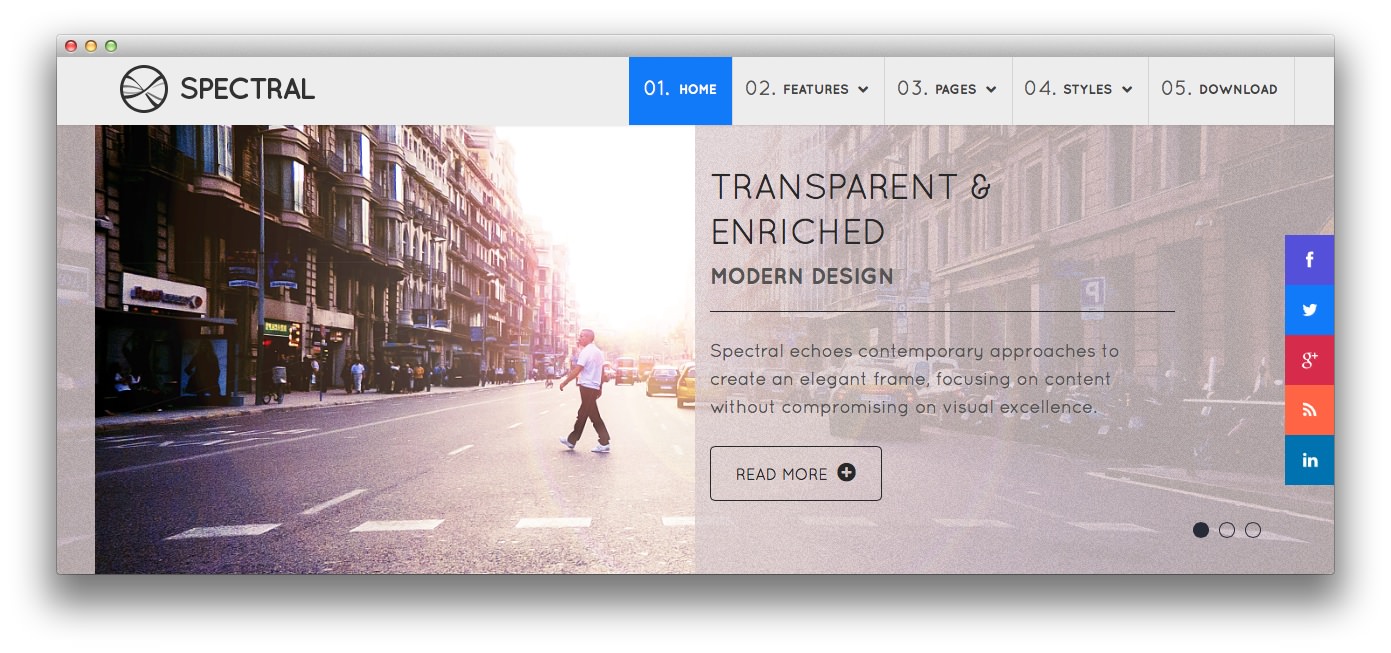 SPECTRAL
01. HOME
02. FEATURES
03. PAGES
04. STYLES
05. DOWNLOAD
TRANSPARENT &
ENRICHED
MODERN DESIGN
Spectral echoes contemporary approaches to
create an elegant frame, focusing on content
without compromising on visual excellence.
READ MORE
f
g+
in